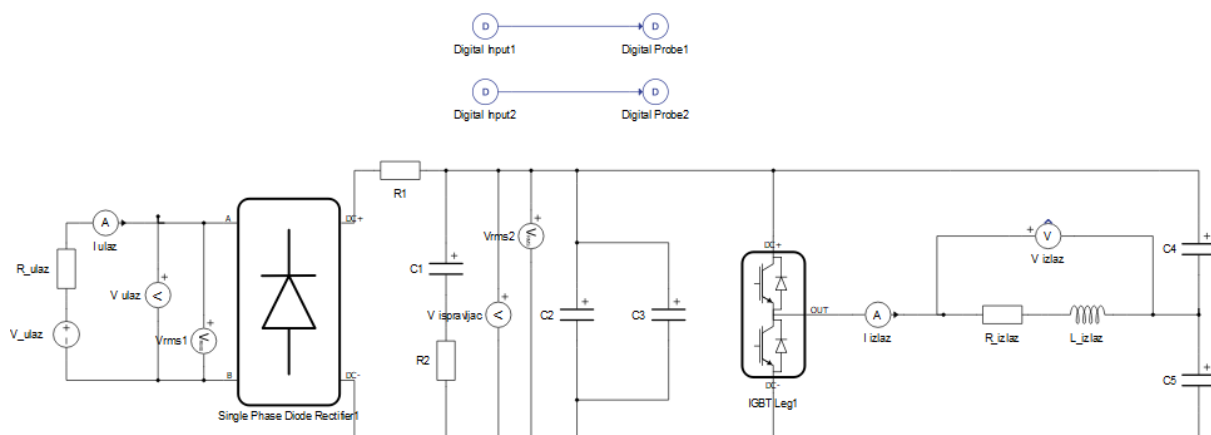 D
D
Digital Input1
Digital Probe1
D
D
Digital Input2
Digital Probe2
R1
A
DC+
A
I ulaz
R_ulaz
V ulaz
V
V_ulaz
Vrms1
B
DC-
Single Phase Diode Rectifier1
C1
R2
V ispravljac
V
Vrms2
C2
C3
DC+
OUT
DC-
IGBT Leg1
A
I izlaz
V
V izlaz
R_izlaz
L_izlaz
C4
C5